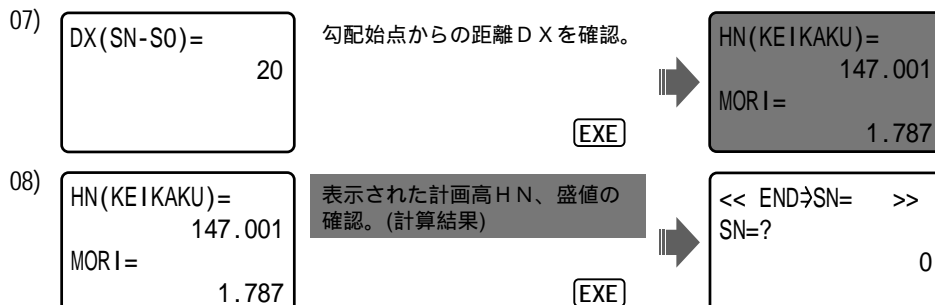 07)
DX(SN-S0)=
20
勾配始点からの距離ＤＸを確認。
EXE
HN(KEIKAKU)=
147.001
MORI=
1.787
08)
HN(KEIKAKU)=
147.001
MORI=
1.787
表示された計画高ＨＮ、盛値の
確認。(計算結果)
EXE
<< END⇒SN= >>
SN=?
0